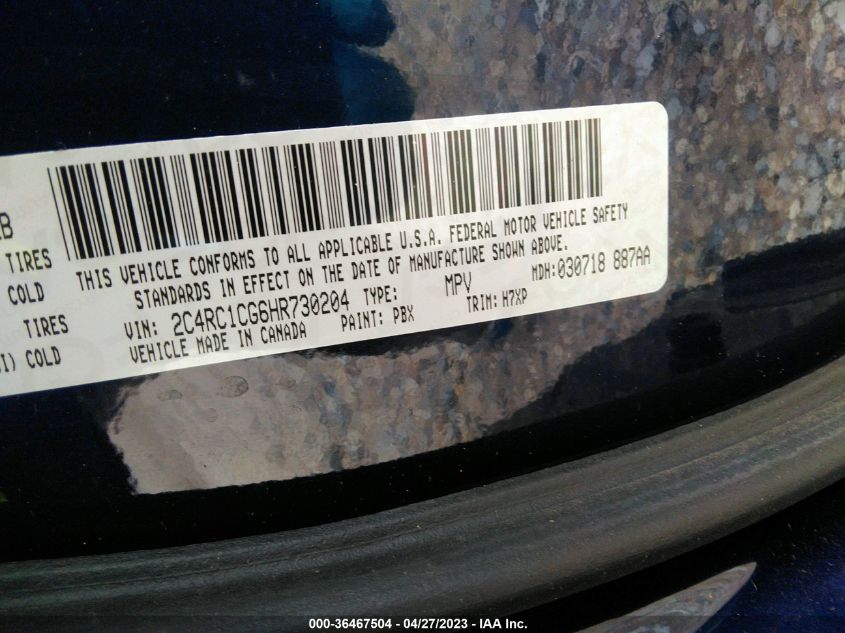 THIS VEHICLE CONFORMS TO ALL APPLICABLE U.S.A. FEDERAL MOTOR VEHICLE SAFETY
TIRES
STANDARDS IN EFFECT ON THE DATE OF MANUFACTURE SHOWN ABOVE.
COLD
VIN: 2C4RC1CG6HR730204 TYPE: MPV MDH:030718 887AA
TIRES
VEHICLE MADE IN CANADA PAINT: PBX TRIM: H7XP
COLD
000-36467504 - 04/27/2023 - IAA Inc.